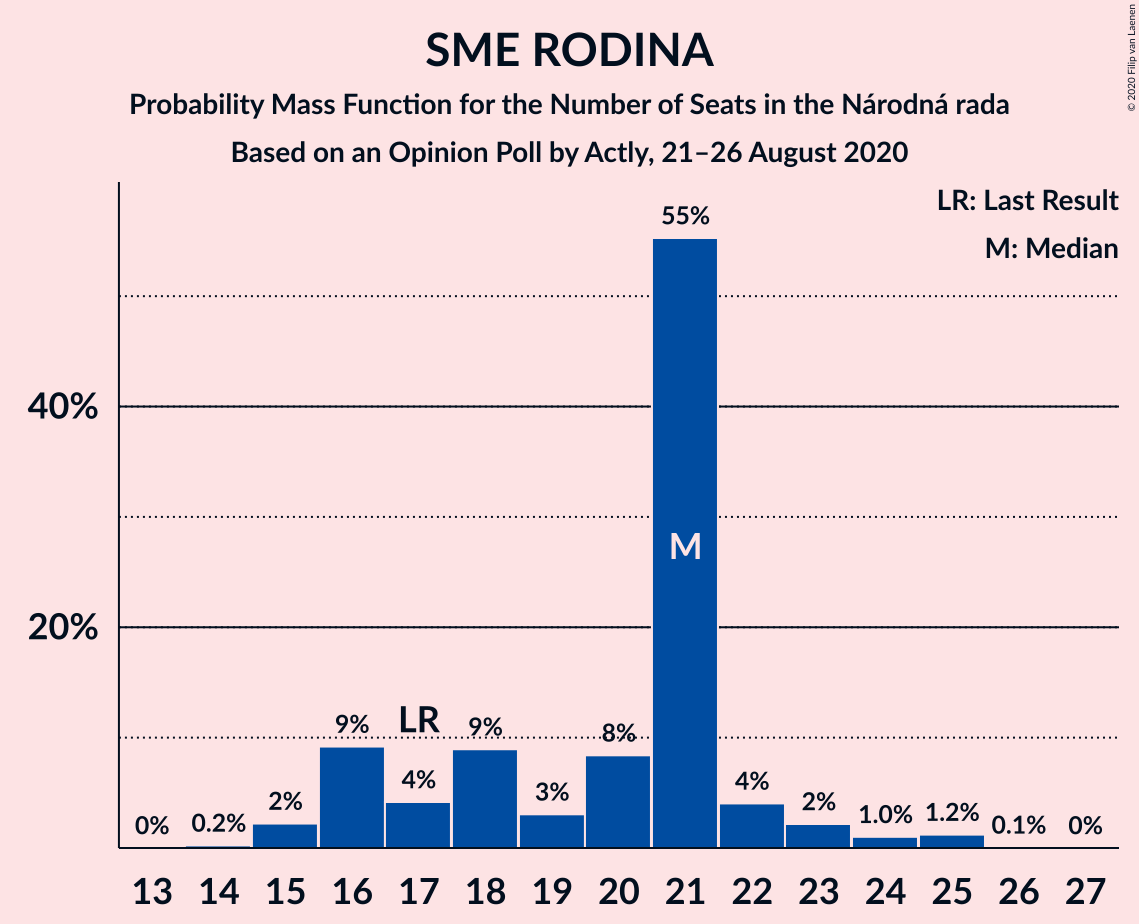 SME RODINA
Probability Mass Function for the Number of Seats in the Národná rada
Based on an Opinion Poll by Actly, 21–26 August 2020
© 2020 Filip van Laenen
LR: Last Result
M: Median
55%
40%
M
20%
9%
LR
9%
8%
4%
4%
3%
2%
2%
1.0%
1.2%
0%
0.2%
0.1%
0%
13 14 15 16 17 18 19 20 21 22 23 24 25 26 27